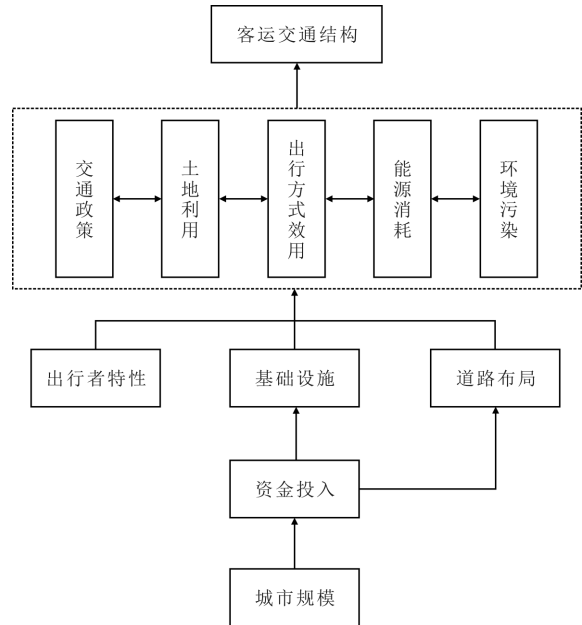 客运交通结构
交通政策
土地利用
出行方式效用
能源消耗
环境污染
出行者特性
基础设施
道路布局
资金投入
城市规模